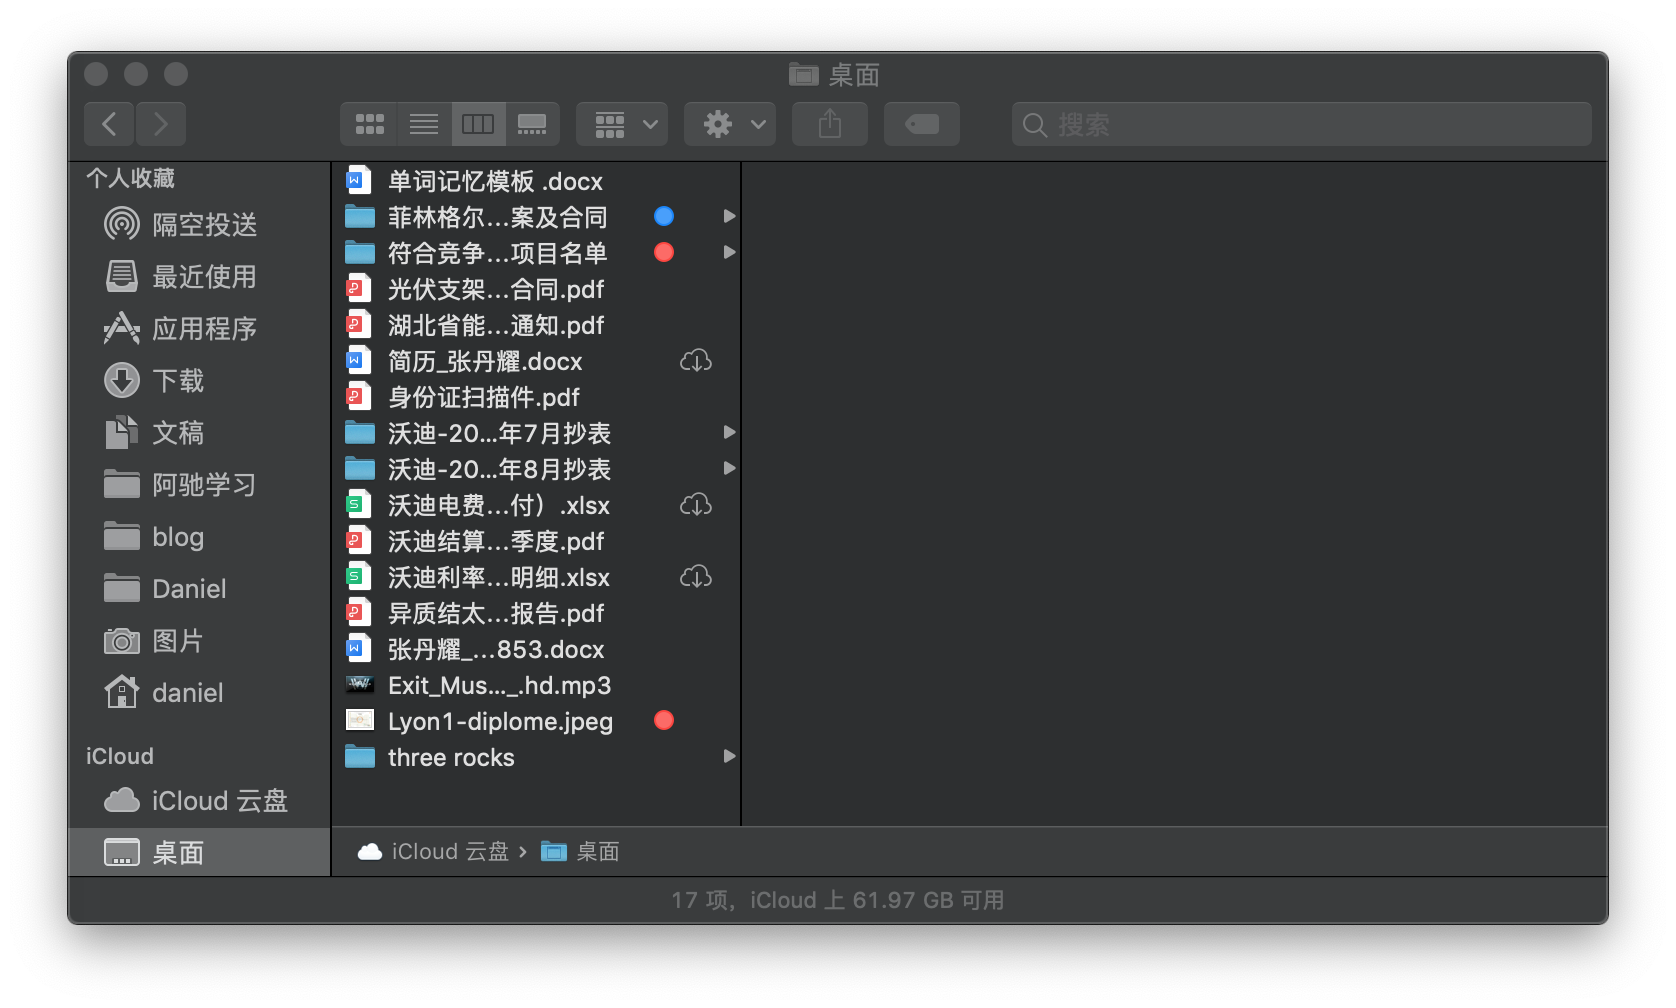 桌面
搜索
个人收藏
隔空投送
最近使用
应用程序
下载
文稿
阿驰学习
blog
Daniel
图片
daniel
iCloud
iCloud 云盘
桌面
单词记忆模板 .docx
菲林格尔...案及合同
符合竞争...项目名单
光伏支架...合同.pdf
湖北省能...通知.pdf
简历_张丹耀.docx
身份证扫描件.pdf
沃迪-20...年7月抄表
沃迪-20...年8月抄表
沃迪电费...付）.xlsx
沃迪结算...季度.pdf
沃迪利率...明细.xlsx
异质结太...报告.pdf
张丹耀_...853.docx
Exit_Mus..._.hd.mp3
Lyon1-diplome.jpeg
three rocks
iCloud 云盘 › 桌面
17 项，iCloud 上 61.97 GB 可用